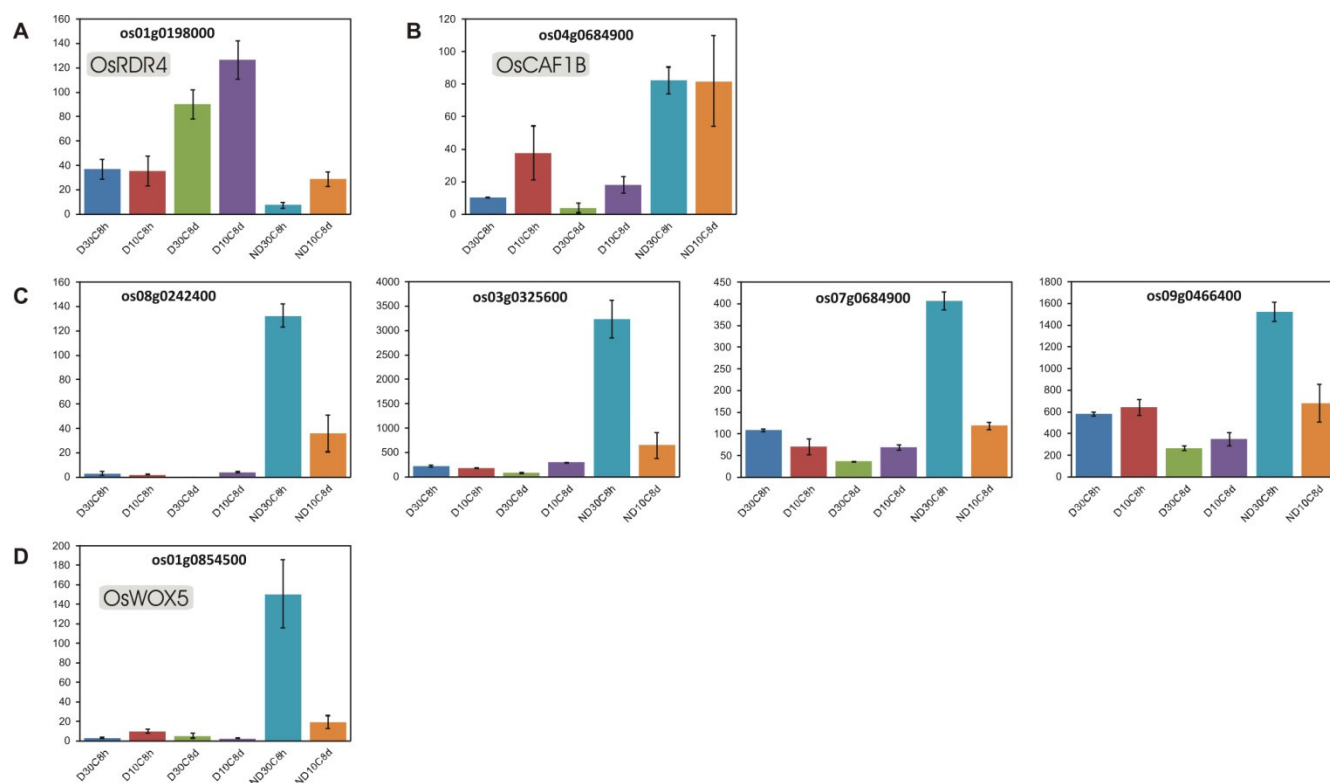 A
os01g0198000
OsRDR4
160
140
120
100
80
60
40
20
0
D30C8h
D10C8h
D30C8d
D10C8d
ND30C8h
ND10C8d
B
os04g0684900
OsCAF1B
120
100
80
60
40
20
0
D30C8h
D10C8h
D30C8d
D10C8d
ND30C8h
ND10C8d
C
os08g0242400
160
140
120
100
80
60
40
20
0
D30C8h
D10C8h
D30C8d
D10C8d
ND30C8h
ND10C8d
os03g0325600
4000
3500
3000
2500
2000
1500
1000
500
0
D30C8h
D10C8h
D30C8d
D10C8d
ND30C8h
ND10C8d
os07g0684900
450
400
350
300
250
200
150
100
50
0
D30C8h
D10C8h
D30C8d
D10C8d
ND30C8h
ND10C8d
os09g0466400
1800
1600
1400
1200
1000
800
600
400
200
0
D30C8h
D10C8h
D30C8d
D10C8d
ND30C8h
ND10C8d
D
os01g0854500
OsWOX5
200
180
160
140
120
100
80
60
40
20
0
D30C8h
D10C8h
D30C8d
D10C8d
ND30C8h
ND10C8d